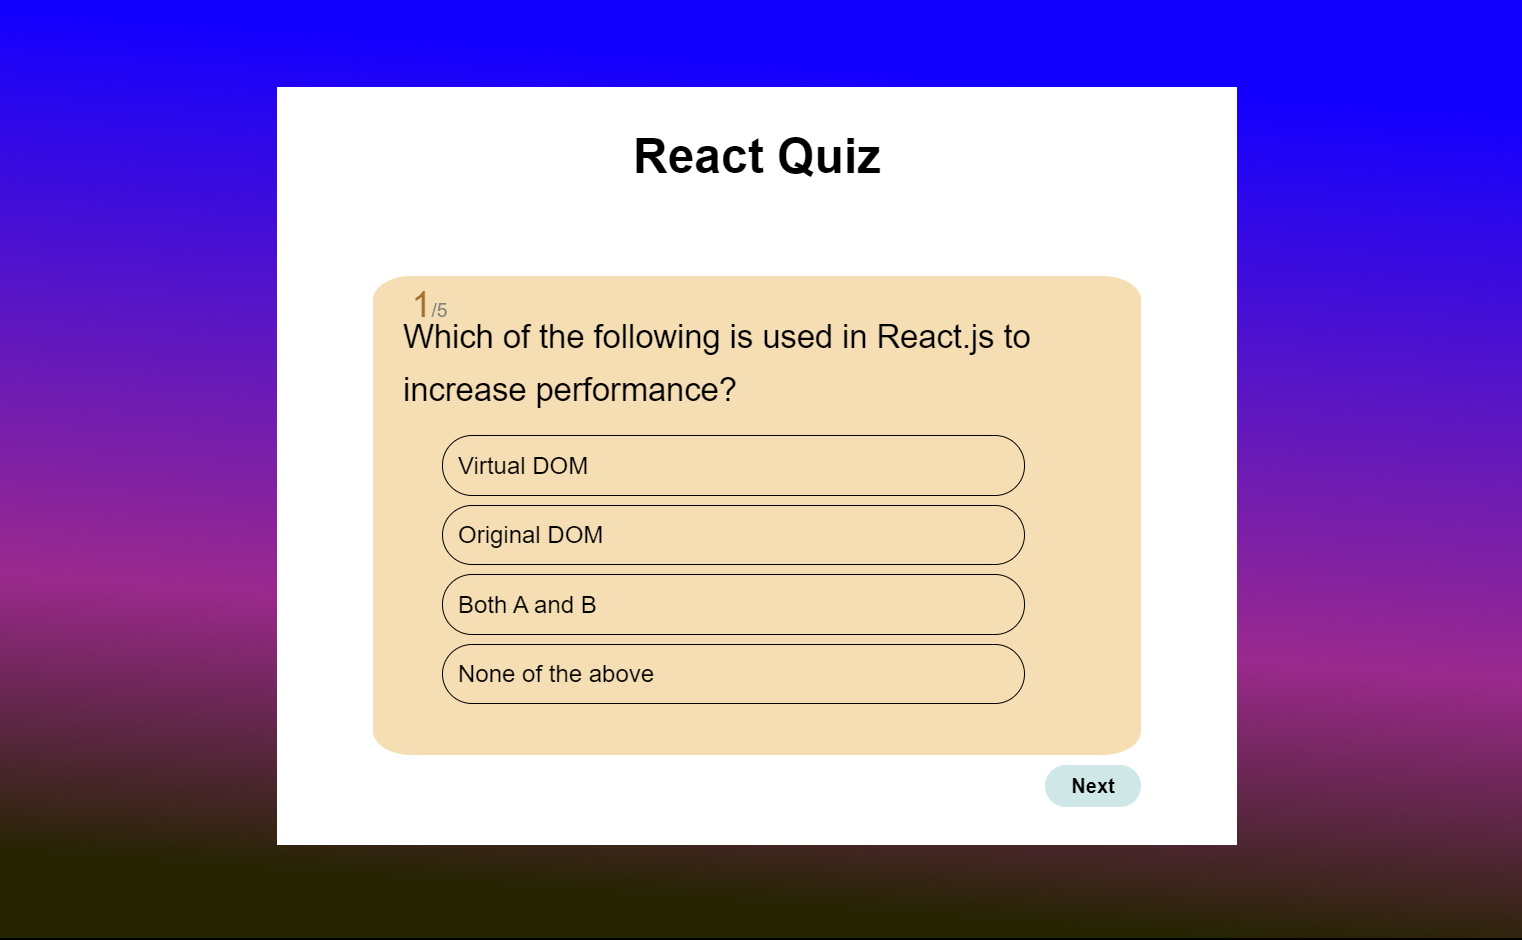 React Quiz
1/5
Which of the following is used in React.js to
increase performance?
Virtual DOM
Original DOM
Both A and B
None of the above
Next